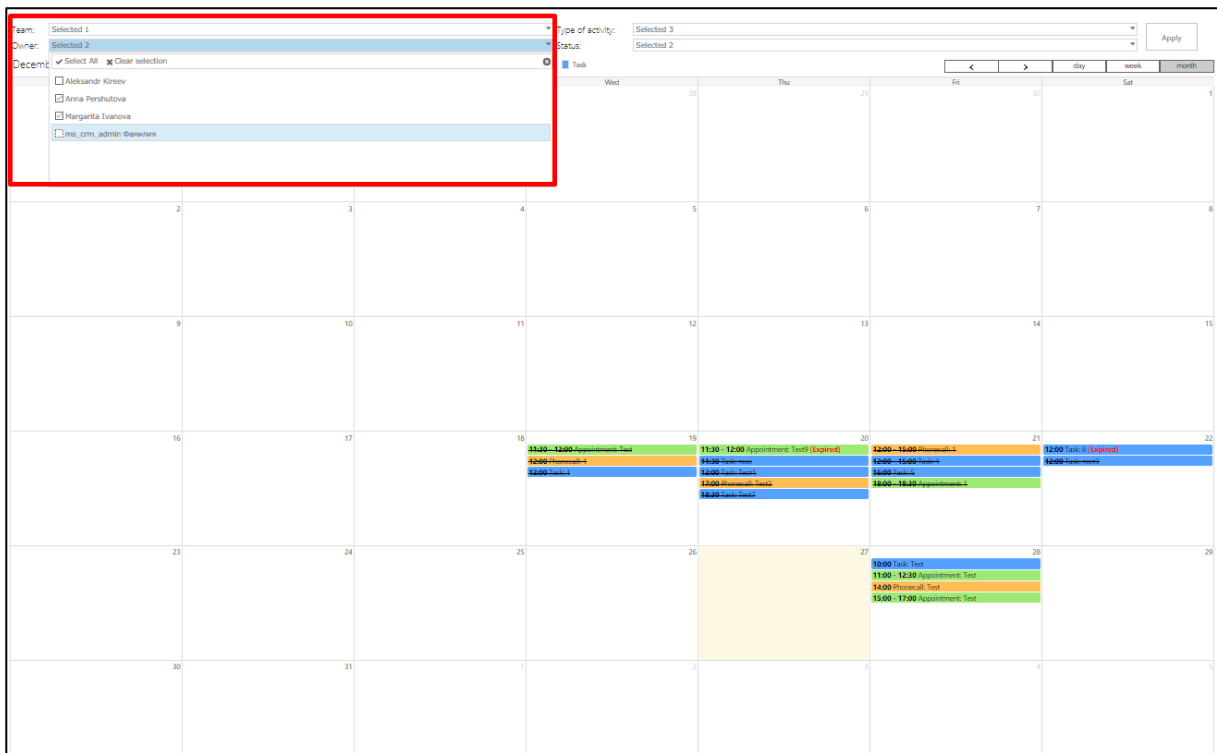 Team: Selected 1 Type of activity: Selected 3
Owner: Selected 2 Status: Selected 2 Apply
Decemb Select All Clear selection Task < > day week month
Aleksandr Kireev Wed Thu Fri Sat
28 29 30 1
Anna Pershutova
Margarita Ivanova
ms_crm_admin Фамилия
2 3 4 5 6 7 8
9 10 11 12 13 14 15
16 17 18 19 20 21 22
11:30 - 13:00 Appointment: Test 11:30 - 12:00 Appointment: Test9 [Expired] 13:00 - 15:00 Phonecall: 1 12:00 Task: 6 [Expired]
12:00 Phonecall: 1 11:30 Task: 12:00 - 15:00 Task: 1 12:00 Task:
13:00 Task: 1 13:00 Task: Test1 16:00 Task: 5
17:00 Phonecall: Test2 18:00 - 18:30 Appointment: 1
18:30 Task: Test7
23 24 25 26 27 28 29
10:00 Task: Test
11:00 - 12:30 Appointment: Test
14:00 Phonecall: Test
15:00 - 17:00 Appointment: Test
30 31 1 2 3 4 5